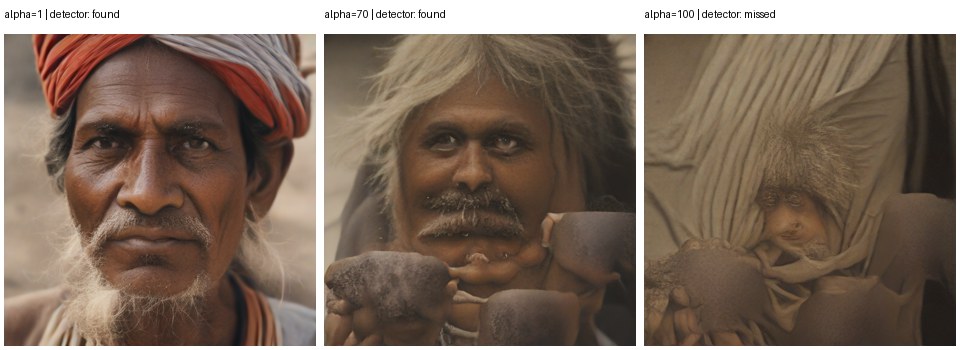 alpha=1 | detector: found
alpha=70 | detector: found
alpha=100 | detector: missed